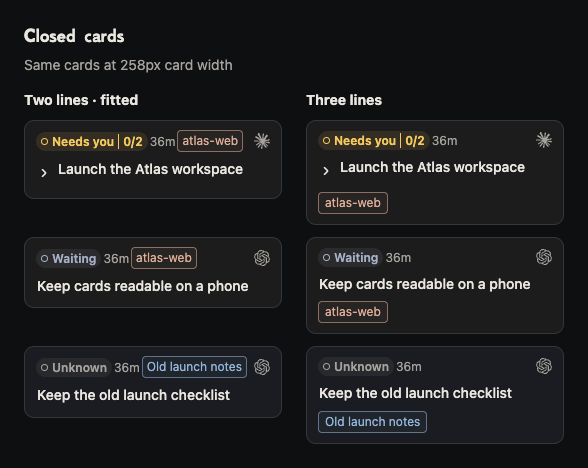 Closed cards
Same cards at 258px card width
Two lines · fitted
Needs you | 0/2 36m atlas-web
Launch the Atlas workspace
Waiting 36m atlas-web
Keep cards readable on a phone
Unknown 36m Old launch notes
Keep the old launch checklist
Three lines
Needs you | 0/2 36m
Launch the Atlas workspace
atlas-web
Waiting 36m
Keep cards readable on a phone
atlas-web
Unknown 36m
Keep the old launch checklist
Old launch notes